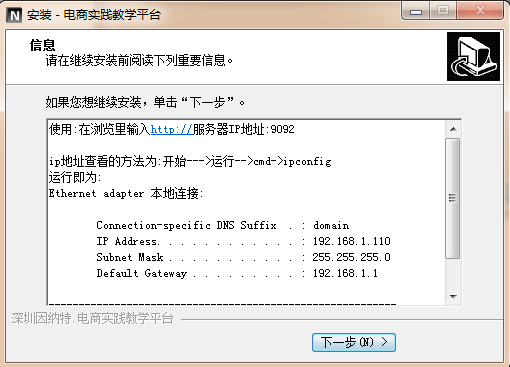 N 安装 - 电商实践教学平台
信息
请在继续安装前阅读下列重要信息。
如果您想继续安装，单击“下一步”。
使用:在浏览里输入http://服务器IP地址:9092
ip地址查看的方法为:开始--->运行-->cmd->ipconfig
运行即为:
Ethernet adapter 本地连接:
Connection-specific DNS Suffix  . : domain
IP Address. . . . . . . . . . . . : 192.168.1.110
Subnet Mask . . . . . . . . . . . : 255.255.255.0
Default Gateway . . . . . . . . . : 192.168.1.1
深圳因纳特.电商实践教学平台
下一步(N) >